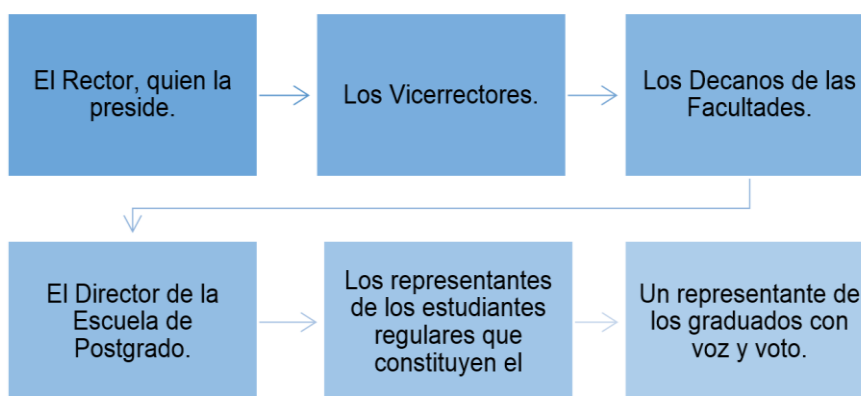 El Rector, quien la
preside.
Los Vicerrectores.
Los Decanos de las
Facultades.
El Director de la
Escuela de
Postgrado.
Los representantes
de los estudiantes
regulares que
constituyen el
Un representante de
los graduados con
voz y voto.